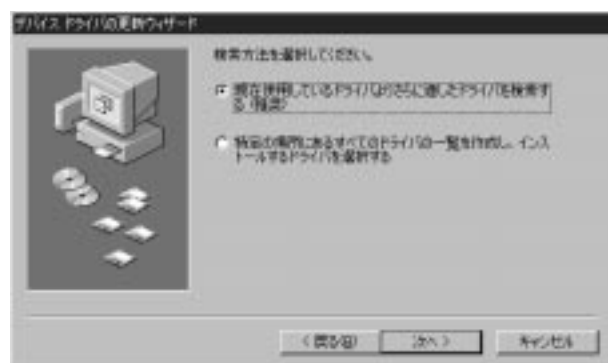 デバイス ドライバの更新ウィザード
検索方法を選択してください。
現在使用しているドライバよりさらに適したドライバを検索す
る (推奨)
特定の場所にあるすべてのドライバの一覧を作成し、インス
トールするドライバを選択する
< 戻る(B)
次へ >
キャンセル